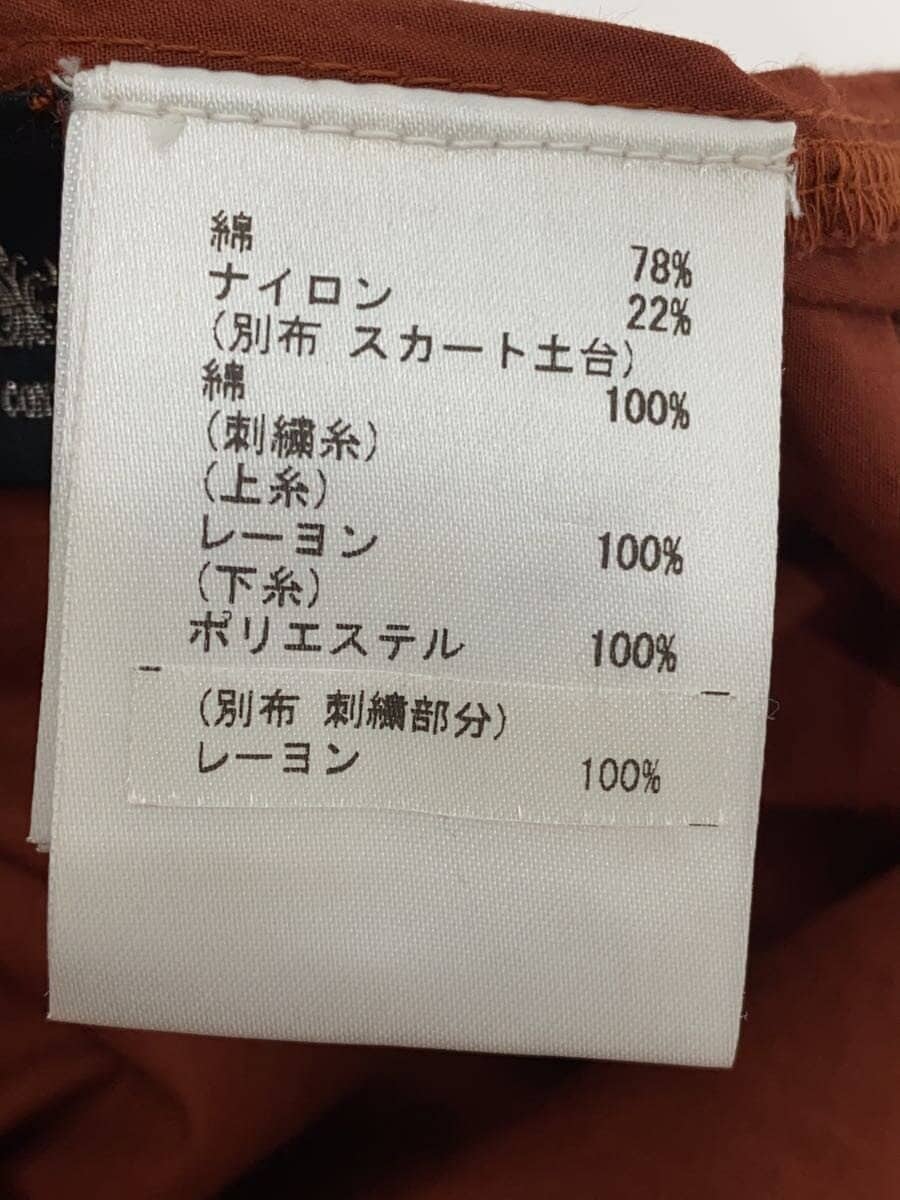 綿 78%
ナイロン 22%
(別布 スカート土台)
綿 100%
(刺繍糸)
(上糸)
レーヨン 100%
(下糸)
ポリエステル 100%
(別布 刺繍部分)
レーヨン 100%